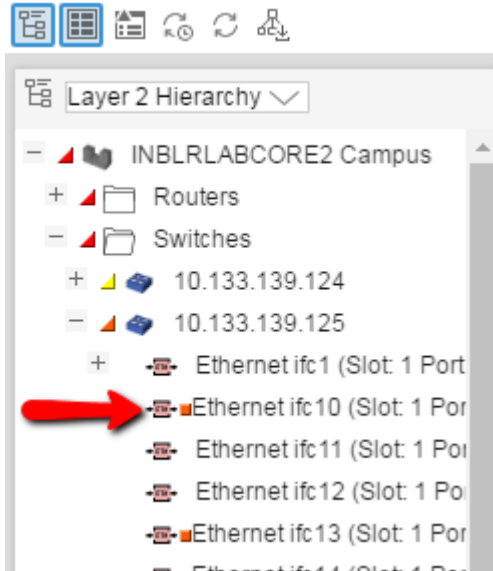 Layer 2 Hierarchy
INBLRLABCORE2 Campus
Routers
Switches
10.133.139.124
10.133.139.125
Ethernet ifc1 (Slot: 1 Port
Ethernet ifc10 (Slot: 1 Por
Ethernet ifc11 (Slot: 1 Por
Ethernet ifc12 (Slot: 1 Po
Ethernet ifc13 (Slot: 1 Por